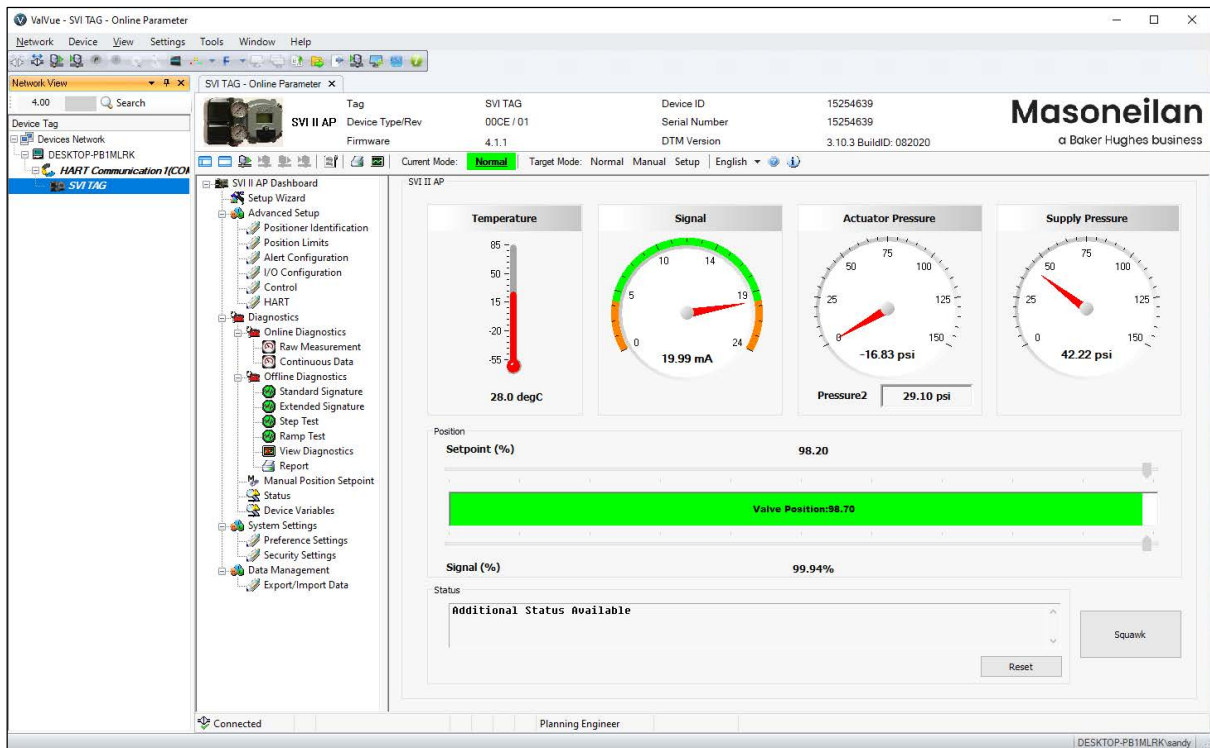 ValVue - SVI TAG - Online Parameter
Network Device View Settings Tools Window Help
Network View
SVI TAG - Online Parameter
4.00 Search
Device Tag
Devices Network
DESKTOP-PB1MLRK
HART Communication 1(COM
SVI TAG
SVI II AP
Tag SVI TAG Device ID 15254639
Device Type/Rev 00CE / 01 Serial Number 15254639
Firmware 4.1.1 DTM Version 3.10.3 BuildID: 082020
Masoneilan
a Baker Hughes business
Current Mode: Normal Target Mode: Normal Manual Setup English
SVI II AP Dashboard
Setup Wizard
Advanced Setup
Positioner Identification
Position Limits
Alert Configuration
I/O Configuration
Control
HART
Diagnostics
Online Diagnostics
Raw Measurement
Continuous Data
Offline Diagnostics
Standard Signature
Extended Signature
Step Test
Ramp Test
View Diagnostics
Report
Manual Position Setpoint
Status
Device Variables
System Settings
Preference Settings
Security Settings
Data Management
Export/Import Data
SVI II AP
Temperature
85
50
15
-20
-55
28.0 degC
Signal
0 5 10 14 19 24
19.99 mA
Actuator Pressure
0 25 50 75 100 125 150
-16.83 psi
Pressure2 29.10 psi
Supply Pressure
0 25 50 75 100 125 150
42.22 psi
Position
Setpoint (%) 98.20
Valve Position:98.70
Signal (%) 99.94%
Status
Additional Status Available
Squawk
Reset
Connected Planning Engineer
DESKTOP-PB1MLRK\sandy